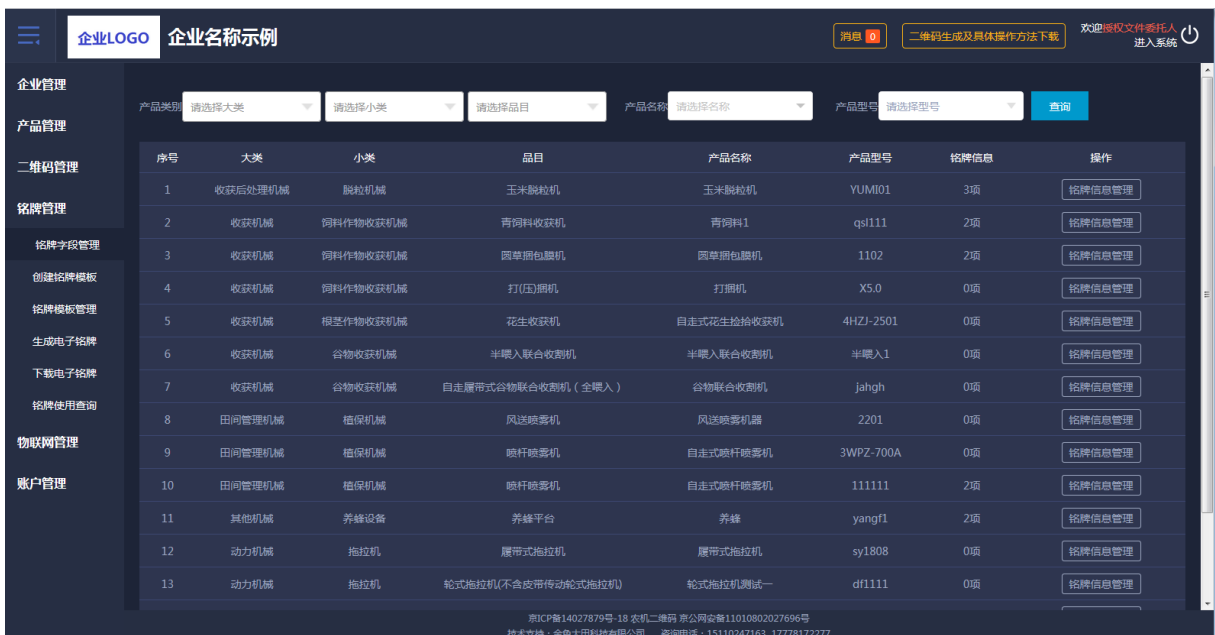 企业LOGO 企业名称示例 消息 0 二维码生成及具体操作方法下载 欢迎授权文件委托人
进入系统
企业管理
产品管理
二维码管理
铭牌管理
铭牌字段管理
创建铭牌模板
铭牌模板管理
生成电子铭牌
下载电子铭牌
铭牌使用查询
物联网管理
账户管理
产品类别 请选择大类 请选择小类 请选择品目 产品名称 请选择名称 产品型号 请选择型号 查询
序号 大类 小类 品目 产品名称 产品型号 铭牌信息 操作
1 收获后处理机械 脱粒机械 玉米脱粒机 玉米脱粒机 YUMI01 3项 铭牌信息管理
2 收获机械 饲料作物收获机械 青饲料收获机 青饲料1 qsl111 2项 铭牌信息管理
3 收获机械 饲料作物收获机械 圆草捆包膜机 圆草捆包膜机 1102 2项 铭牌信息管理
4 收获机械 饲料作物收获机械 打(压)捆机 打捆机 X5.0 0项 铭牌信息管理
5 收获机械 根茎作物收获机械 花生收获机 自走式花生捡拾收获机 4HZJ-2501 0项 铭牌信息管理
6 收获机械 谷物收获机械 半喂入联合收割机 半喂入联合收割机 半喂入1 0项 铭牌信息管理
7 收获机械 谷物收获机械 自走履带式谷物联合收割机（全喂入） 谷物联合收割机 jahgh 0项 铭牌信息管理
8 田间管理机械 植保机械 风送喷雾机 风送喷雾机器 2201 0项 铭牌信息管理
9 田间管理机械 植保机械 喷杆喷雾机 自走式喷杆喷雾机 3WPZ-700A 0项 铭牌信息管理
10 田间管理机械 植保机械 喷杆喷雾机 自走式喷杆喷雾机 111111 2项 铭牌信息管理
11 其他机械 养蜂设备 养蜂平台 养蜂 yangf1 2项 铭牌信息管理
12 动力机械 拖拉机 履带式拖拉机 履带式拖拉机 sy1808 0项 铭牌信息管理
13 动力机械 拖拉机 轮式拖拉机(不含皮带传动轮式拖拉机) 轮式拖拉机测试一 df1111 0项 铭牌信息管理
京ICP备14027879号-18 农机二维码 京公网安备11010802027696号
技术支持：金色大田科技有限公司 咨询电话：15110247163 17778172277